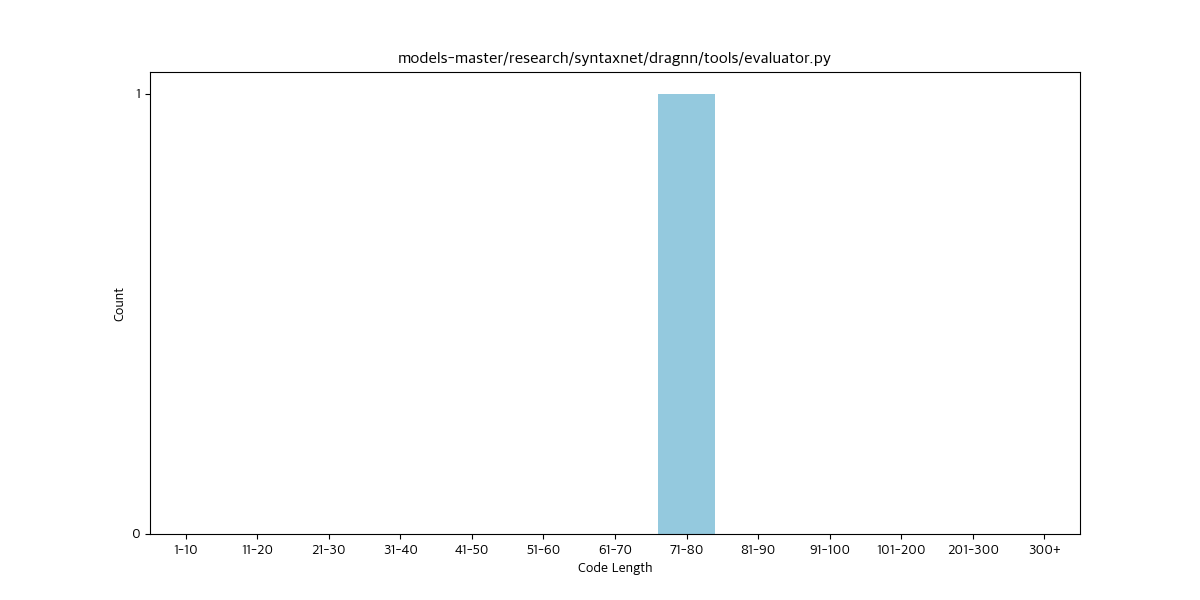 models-master/research/syntaxnet/dragnn/tools/evaluator.py
1
0
Count
1-10 11-20 21-30 31-40 41-50 51-60 61-70 71-80 81-90 91-100 101-200 201-300 300+
Code Length